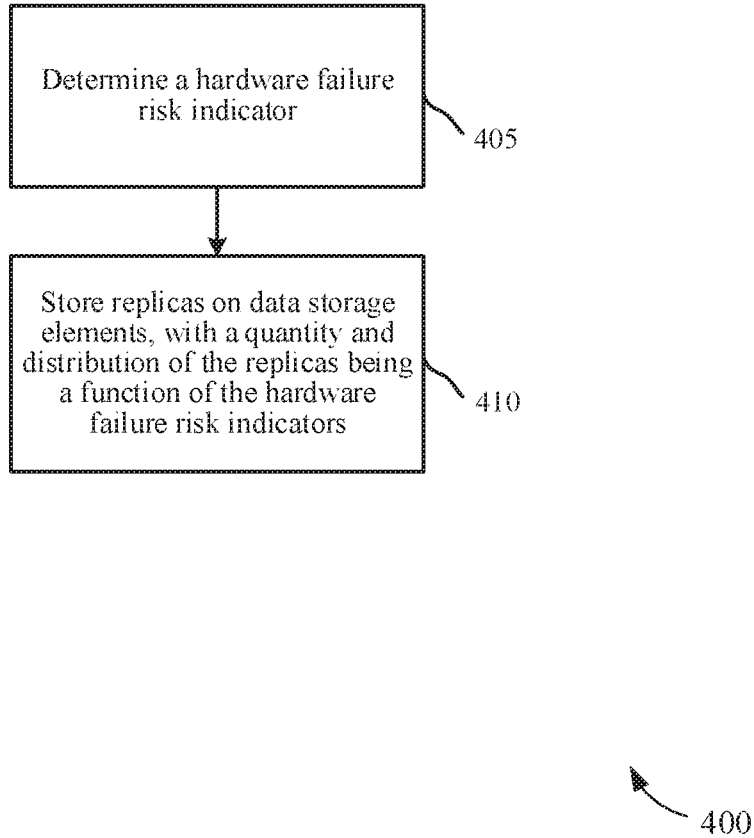 Determine a hardware failure
risk indicator
405
Store replicas on data storage
elements, with a quantity and
distribution of the replicas being
a function of the hardware
failure risk indicators
410
400